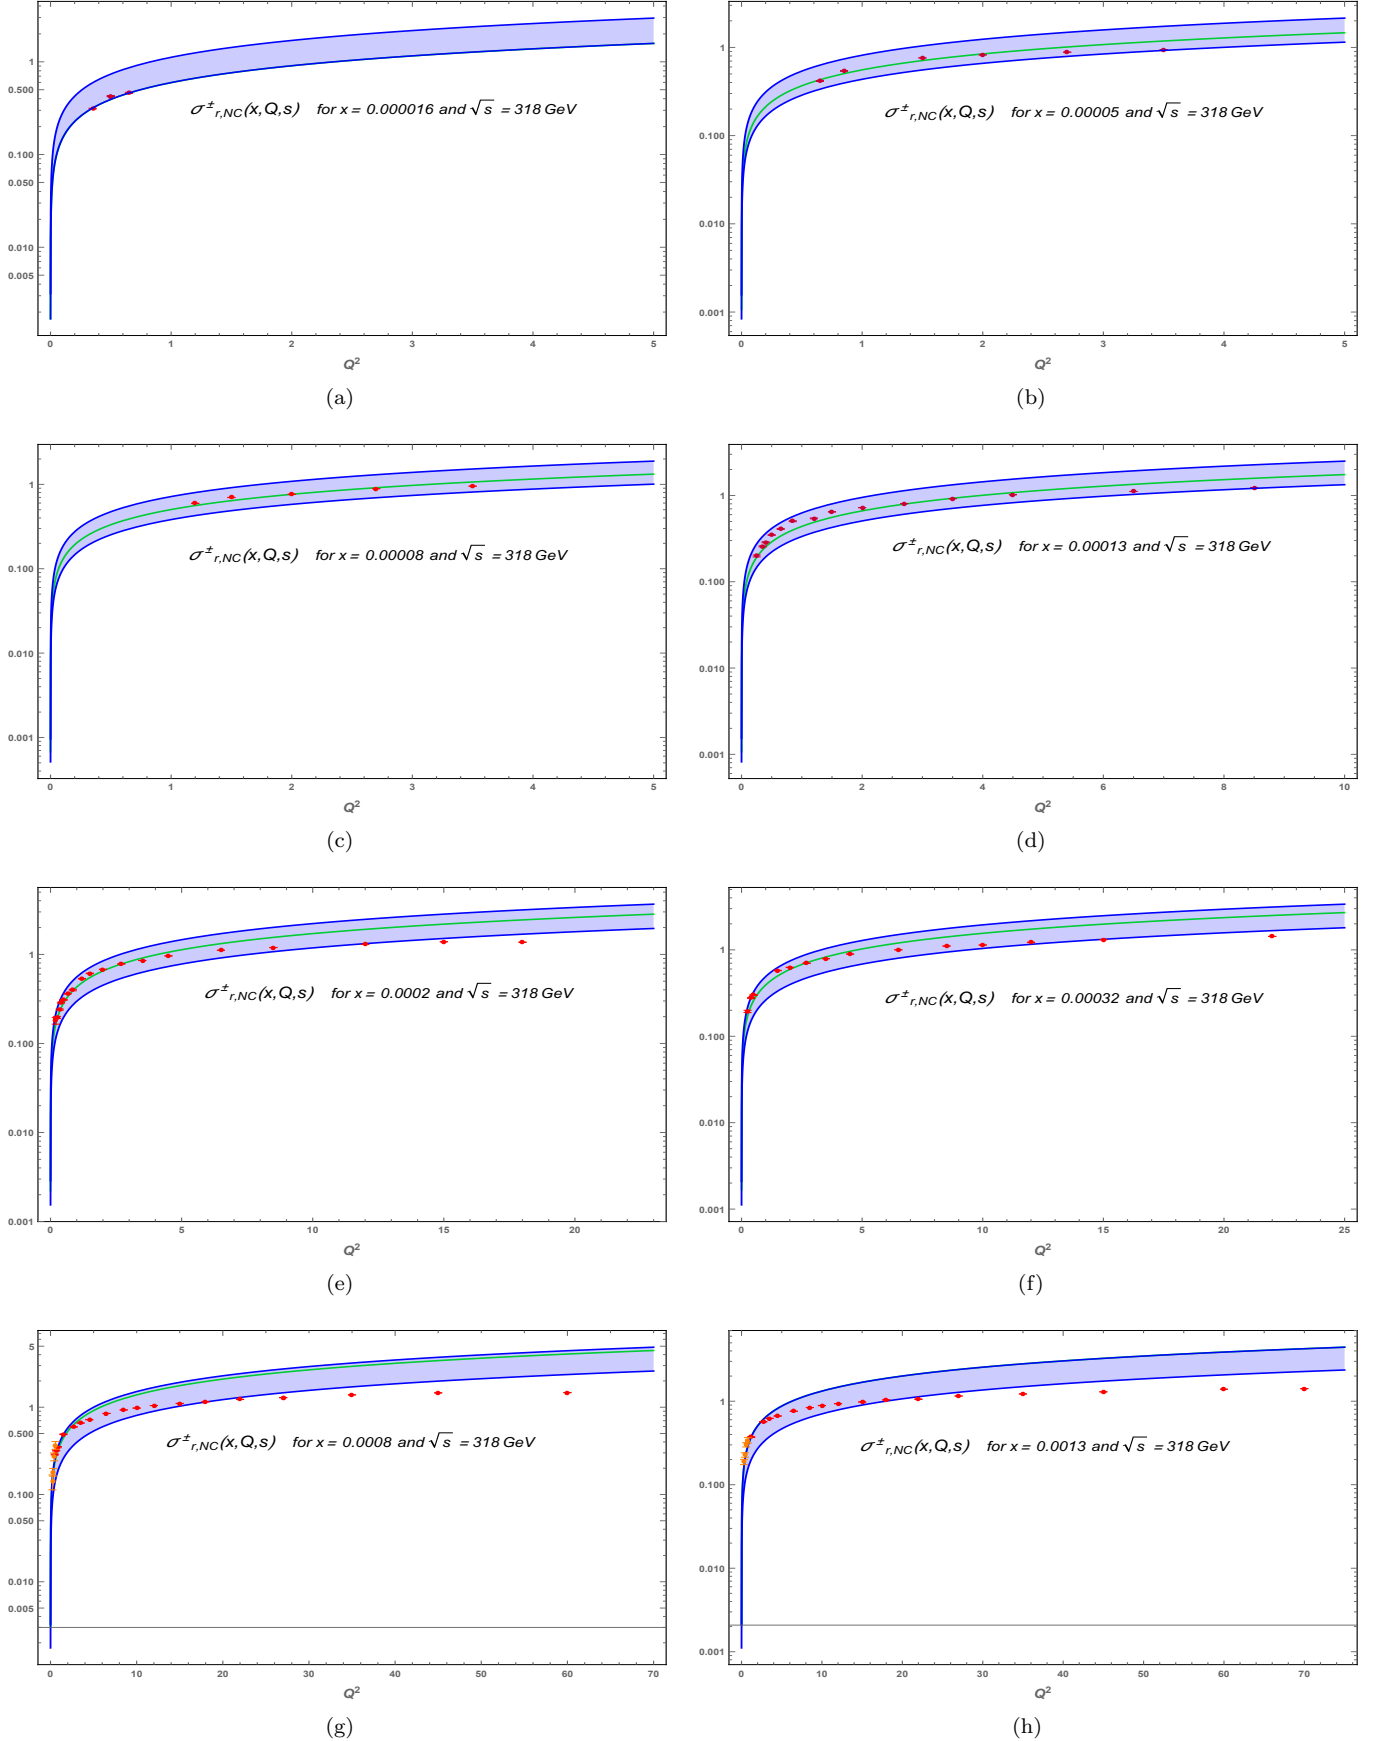 1
0.500
0.100
0.050
0.010
0.005
σ±r,NC(x,Q,s) for x = 0.000016 and √s = 318 GeV
0 1 2 3 4 5
Q²
(a)
1
0.100
0.010
0.001
σ±r,NC(x,Q,s) for x = 0.00005 and √s = 318 GeV
0 1 2 3 4 5
Q²
(b)
1
0.100
0.010
0.001
σ±r,NC(x,Q,s) for x = 0.00008 and √s = 318 GeV
0 1 2 3 4 5
Q²
(c)
1
0.100
0.010
0.001
σ±r,NC(x,Q,s) for x = 0.00013 and √s = 318 GeV
0 2 4 6 8 10
Q²
(d)
1
0.100
0.010
0.001
σ±r,NC(x,Q,s) for x = 0.0002 and √s = 318 GeV
0 5 10 15 20
Q²
(e)
1
0.100
0.010
0.001
σ±r,NC(x,Q,s) for x = 0.00032 and √s = 318 GeV
0 5 10 15 20 25
Q²
(f)
5
1
0.500
0.100
0.050
0.010
0.005
σ±r,NC(x,Q,s) for x = 0.0008 and √s = 318 GeV
0 10 20 30 40 50 60 70
Q²
(g)
1
0.100
0.010
0.001
σ±r,NC(x,Q,s) for x = 0.0013 and √s = 318 GeV
0 10 20 30 40 50 60 70
Q²
(h)